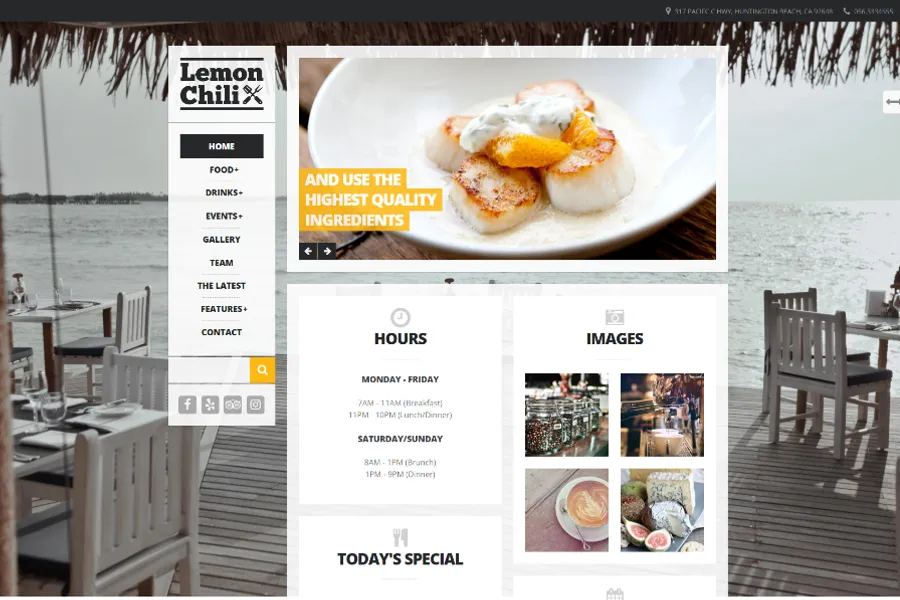 917 PACIFIC C HWY, HUNTINGTON BEACH, CA 92648
056.3334555
Lemon
Chili
HOME
FOOD+
DRINKS+
EVENTS+
GALLERY
TEAM
THE LATEST
FEATURES+
CONTACT
AND USE THE
HIGHEST QUALITY
INGREDIENTS
HOURS
MONDAY - FRIDAY
7AM - 11AM (Breakfast)
11PM - 10PM (Lunch/Dinner)
SATURDAY/SUNDAY
8AM - 1PM (Brunch)
1PM - 9PM (Dinner)
IMAGES
TODAY'S SPECIAL